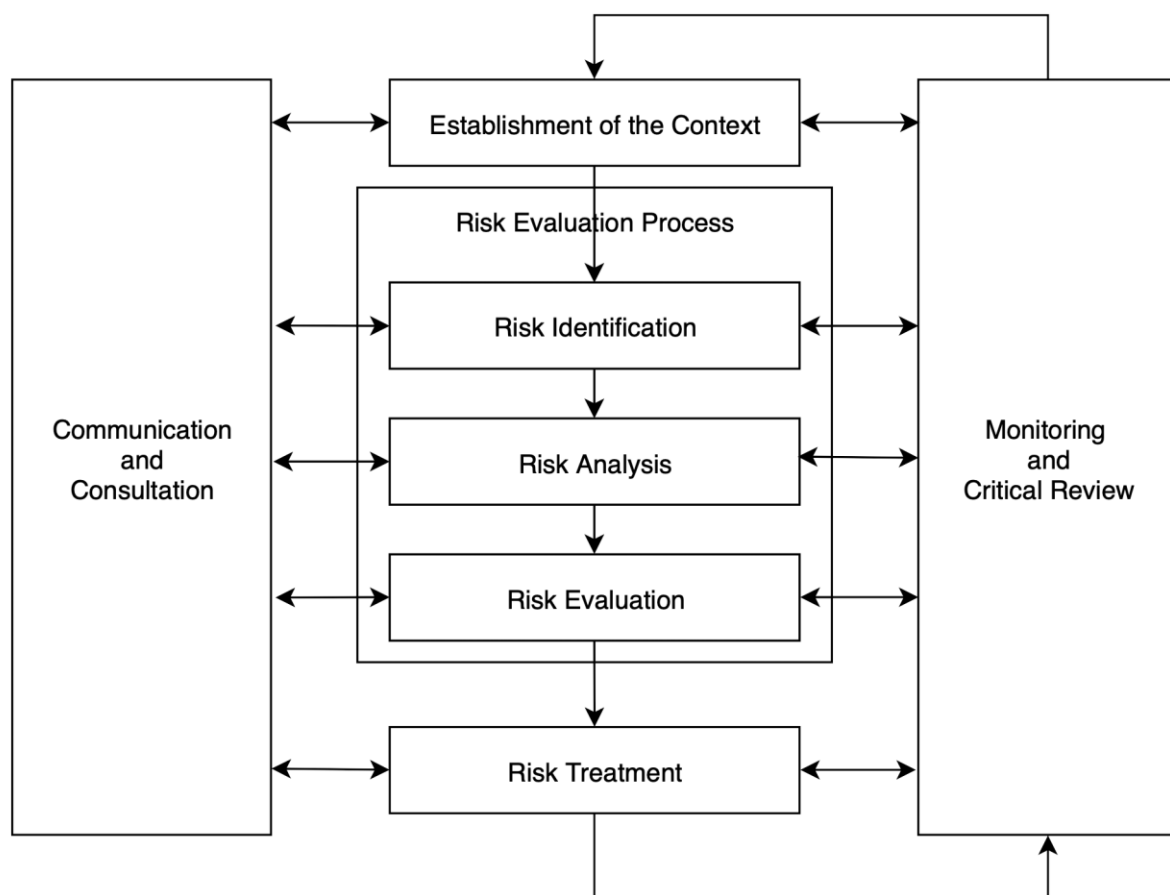 Establishment of the Context
Risk Evaluation Process
Risk Identification
Communication
and
Consultation
Risk Analysis
Monitoring
and
Critical Review
Risk Evaluation
Risk Treatment